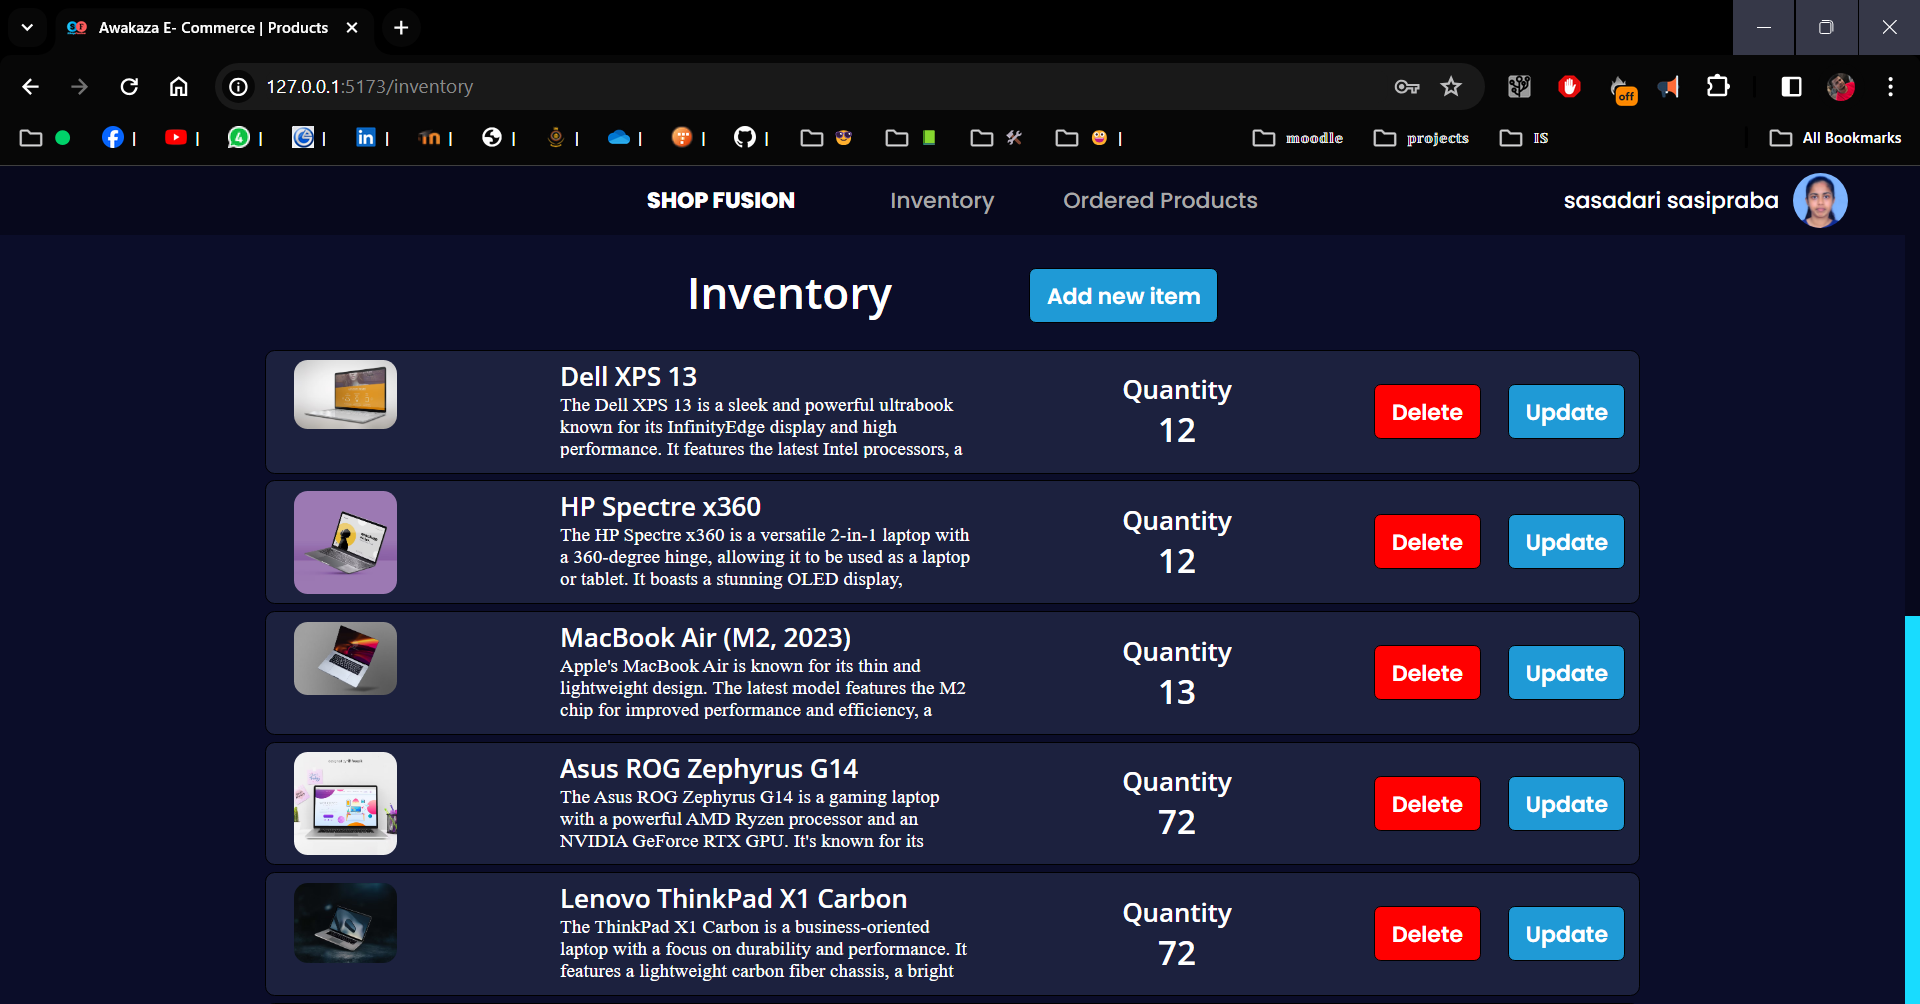 Awakaza E- Commerce | Products
127.0.0.1:5173/inventory
off
| | 4 | | | | | | | | | |
moodle projects IS All Bookmarks
SHOP FUSION Inventory Ordered Products sasadari sasipraba
Inventory Add new item
Dell XPS 13
The Dell XPS 13 is a sleek and powerful ultrabook
known for its InfinityEdge display and high
performance. It features the latest Intel processors, a
Quantity
12
Delete Update
HP Spectre x360
The HP Spectre x360 is a versatile 2-in-1 laptop with
a 360-degree hinge, allowing it to be used as a laptop
or tablet. It boasts a stunning OLED display,
Quantity
12
Delete Update
MacBook Air (M2, 2023)
Apple's MacBook Air is known for its thin and
lightweight design. The latest model features the M2
chip for improved performance and efficiency, a
Quantity
13
Delete Update
Asus ROG Zephyrus G14
The Asus ROG Zephyrus G14 is a gaming laptop
with a powerful AMD Ryzen processor and an
NVIDIA GeForce RTX GPU. It's known for its
Quantity
72
Delete Update
Lenovo ThinkPad X1 Carbon
The ThinkPad X1 Carbon is a business-oriented
laptop with a focus on durability and performance. It
features a lightweight carbon fiber chassis, a bright
Quantity
72
Delete Update